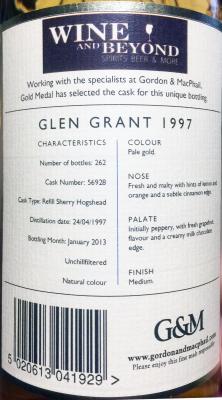 WINE
AND BEYOND
SPIRITS BEER & MORE
Working with the specialists at Gordon & MacPhail,
Gold Medal has selected the cask for this unique bottling.
GLEN GRANT 1997
CHARACTERISTICS
Number of bottles: 262
Cask Number: 56928
Cask Type: Refill Sherry Hogshead
Distillation date: 24/04/1997
Bottling Month: January 2013
Unchillfiltered
Natural colour
COLOUR
Pale gold.
NOSE
Fresh and malty with hints of lemon and
orange and a subtle cinnamon edge.
PALATE
Initially peppery, with fresh grapefruit
flavour and a creamy milk chocolate
edge.
FINISH
Medium.
G&M
www.gordonandmacphail.com
Please enjoy this fine malt responsibly
5 020613 041929 >